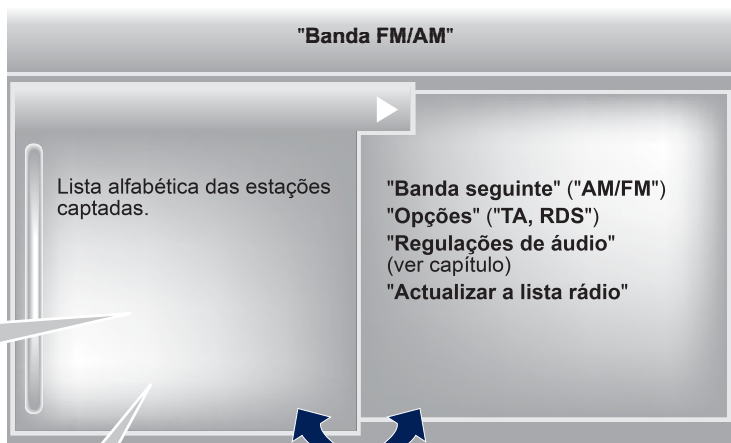 "Banda FM/AM"
Lista alfabética das estações
captadas.
"Banda seguinte" ("AM/FM")
"Opções" ("TA, RDS")
"Regulações de áudio"
(ver capítulo)
"Actualizar a lista rádio"